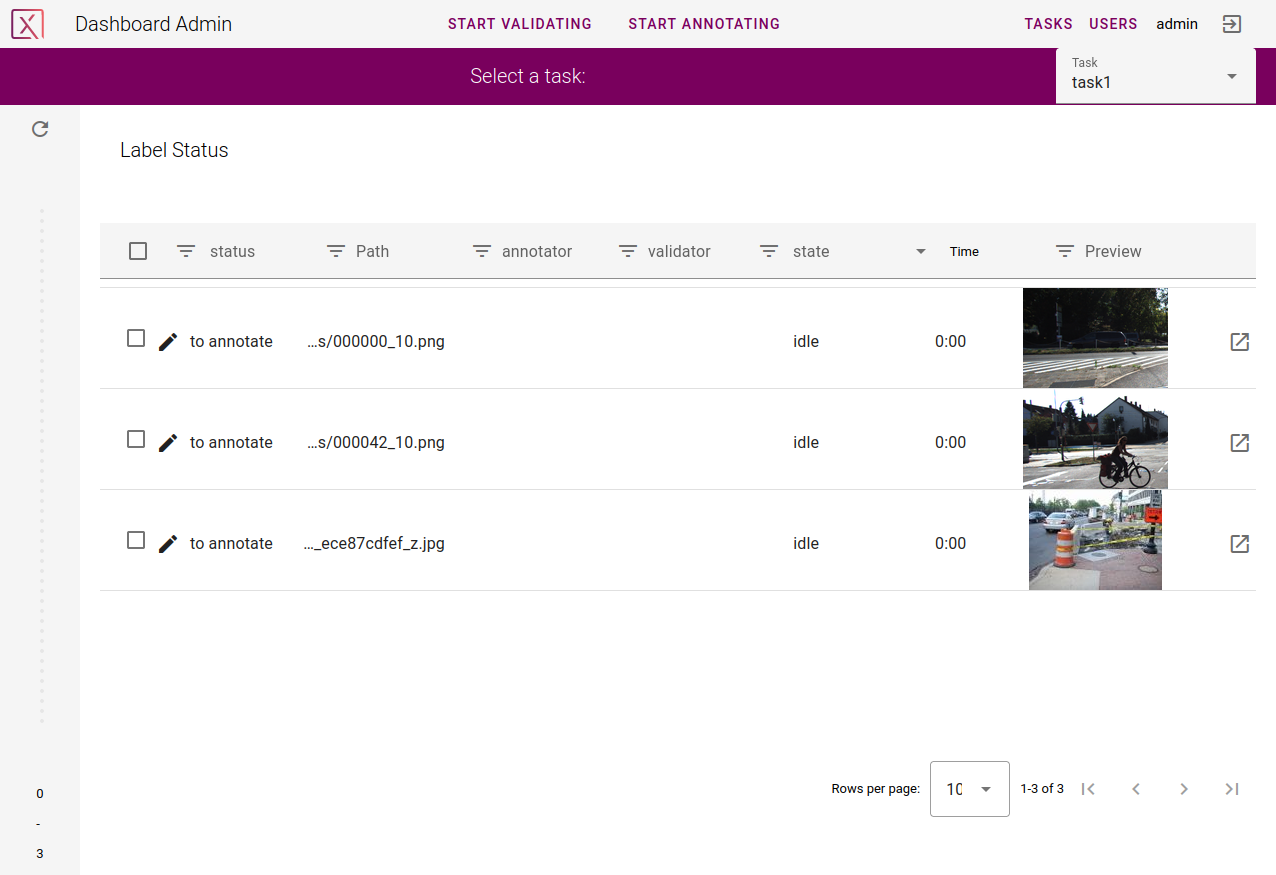 Dashboard Admin START VALIDATING START ANNOTATING TASKS USERS admin
Select a task:
Task
task1
Label Status
status Path annotator validator state Time Preview
to annotate …s/000000_10.png idle 0:00
to annotate …s/000042_10.png idle 0:00
to annotate …_ece87cdfef_z.jpg idle 0:00
Rows per page: 10 1-3 of 3
0
-
3